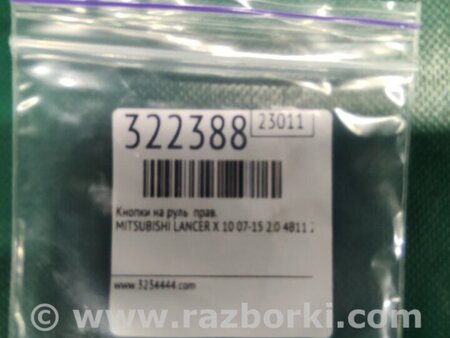 322388 23011
Кнопки на руль прав.
MITSUBISHI LANCER X 10 07-15 2.0 4B11 2
www.3234444.com
© www.razborki.com